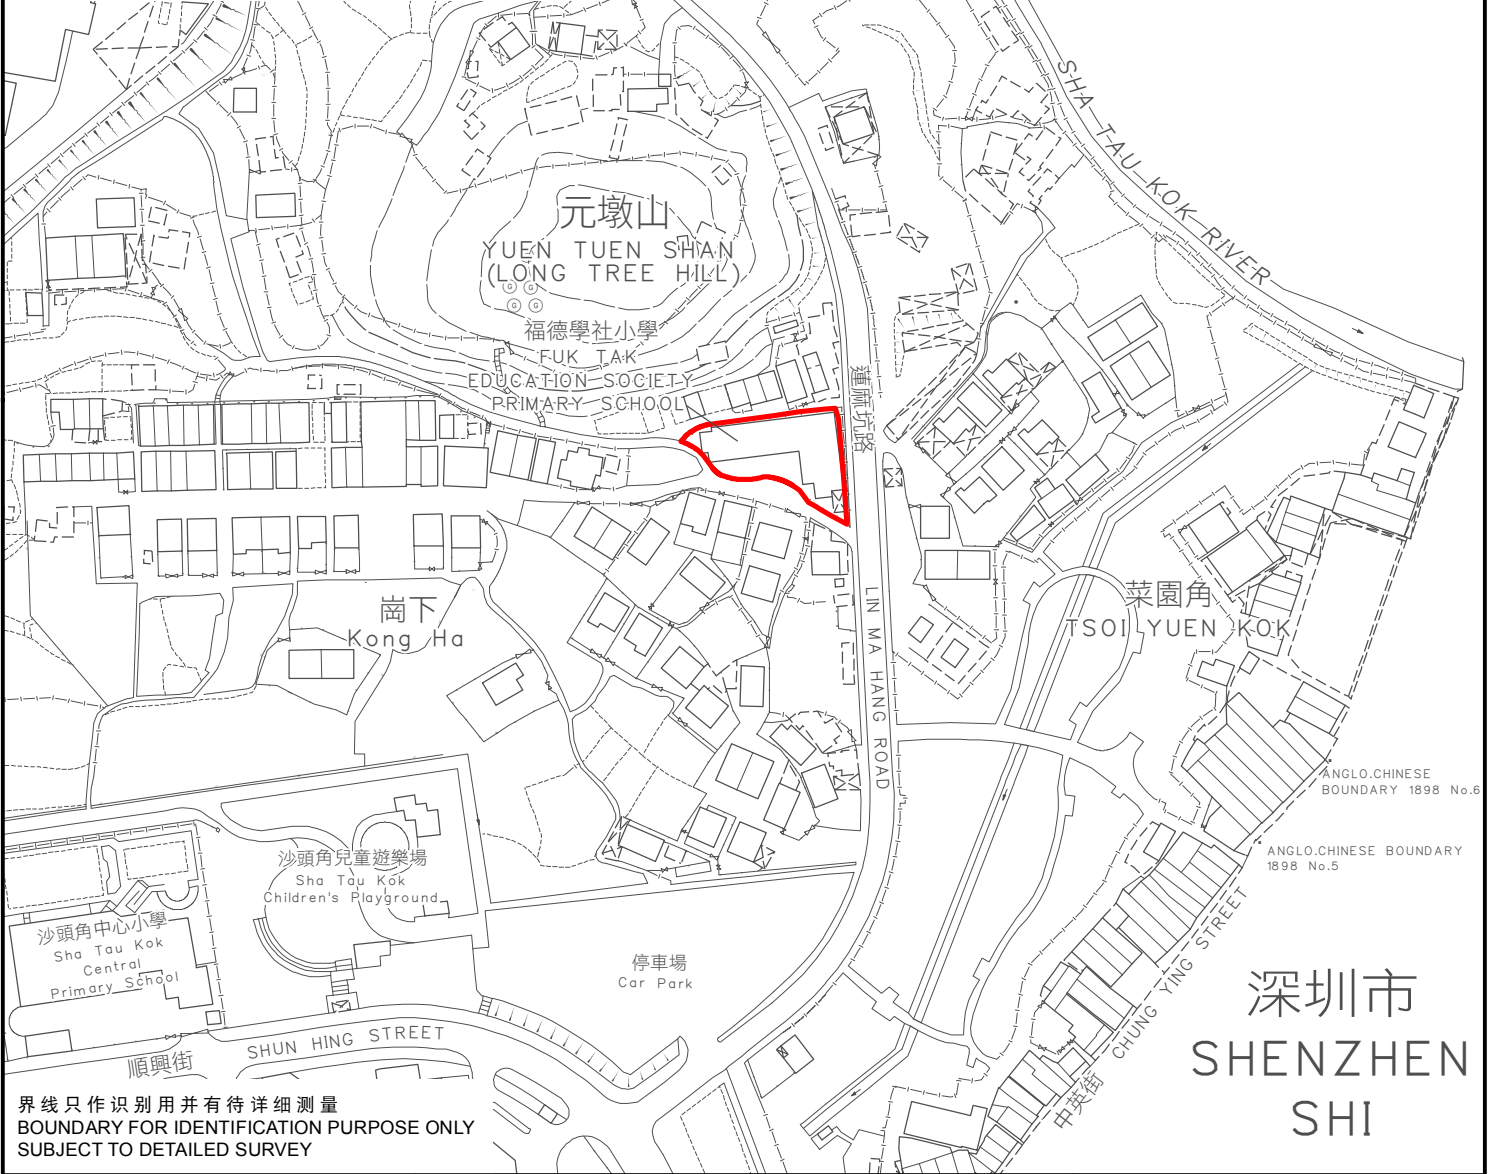 SHA TAU KOK RIVER
元墩山
YUEN TUEN SHAN
(LONG TREE HILL)
G G
G G
福德學社小學
FUK TAK
EDUCATION SOCIETY
PRIMARY SCHOOL
蓮麻坑路
LIN MA HANG ROAD
崗下
Kong Ha
菜園角
TSOI YUEN KOK
ANGLO.CHINESE
BOUNDARY 1898 No.6
ANGLO.CHINESE BOUNDARY
1898 No.5
沙頭角兒童遊樂場
Sha Tau Kok
Children's Playground
沙頭角中心小學
Sha Tau Kok
Central
Primary School
停車場
Car Park
順興街
SHUN HING STREET
中英街
CHUNG YING STREET
深圳市
SHENZHEN
SHI
界线只作识别用并有待详细测量
BOUNDARY FOR IDENTIFICATION PURPOSE ONLY
SUBJECT TO DETAILED SURVEY